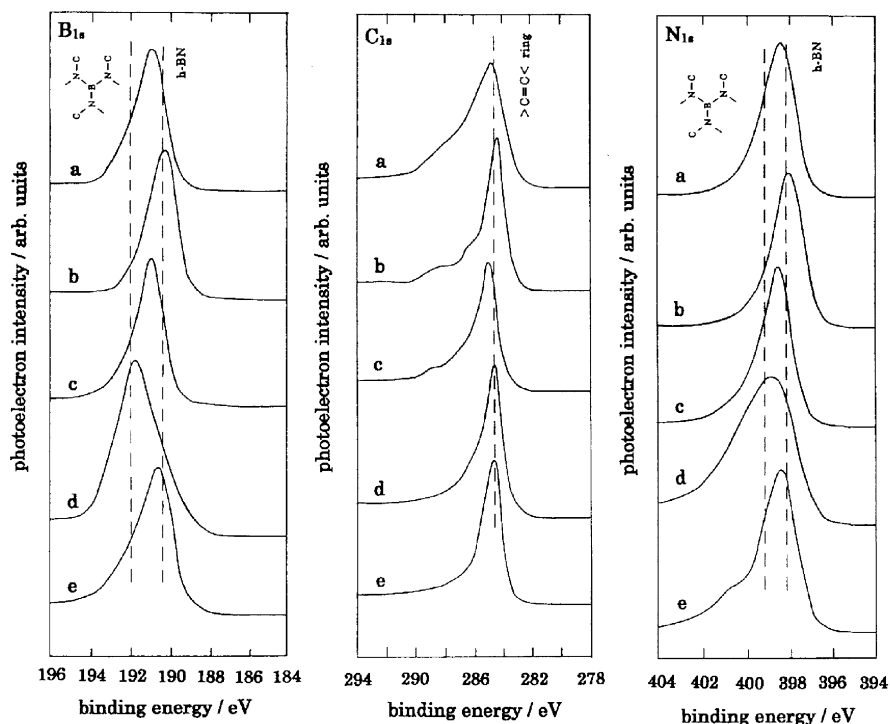 B1s
N-C
N-C
N-B
C
h-BN
a
b
c
d
e
photoelectron intensity / arb. units
196 194 192 190 188 186 184
binding energy / eV
C1s
>C=C< ring
a
b
c
d
e
photoelectron intensity / arb. units
294 290 286 282 278
binding energy / eV
N1s
N-C
N-C
N-B
C
h-BN
a
b
c
d
e
photoelectron intensity / arb. units
404 402 400 398 396 394
binding energy / eV